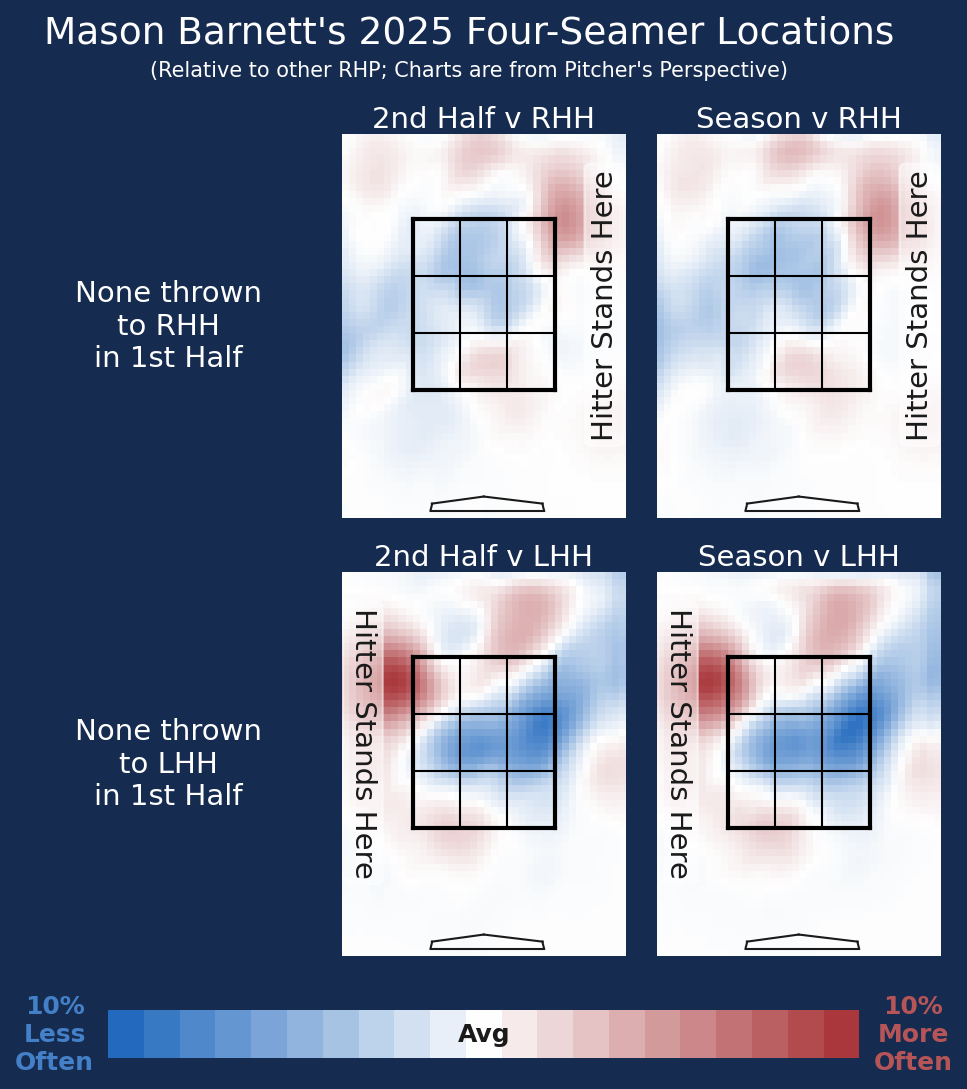 Mason Barnett's 2025 Four-Seamer Locations
(Relative to other RHP; Charts are from Pitcher's Perspective)
None thrown
to RHH
in 1st Half
2nd Half v RHH
Hitter Stands Here
Season v RHH
Hitter Stands Here
None thrown
to LHH
in 1st Half
2nd Half v LHH
Hitter Stands Here
Season v LHH
Hitter Stands Here
10%
Less
Often
Avg
10%
More
Often